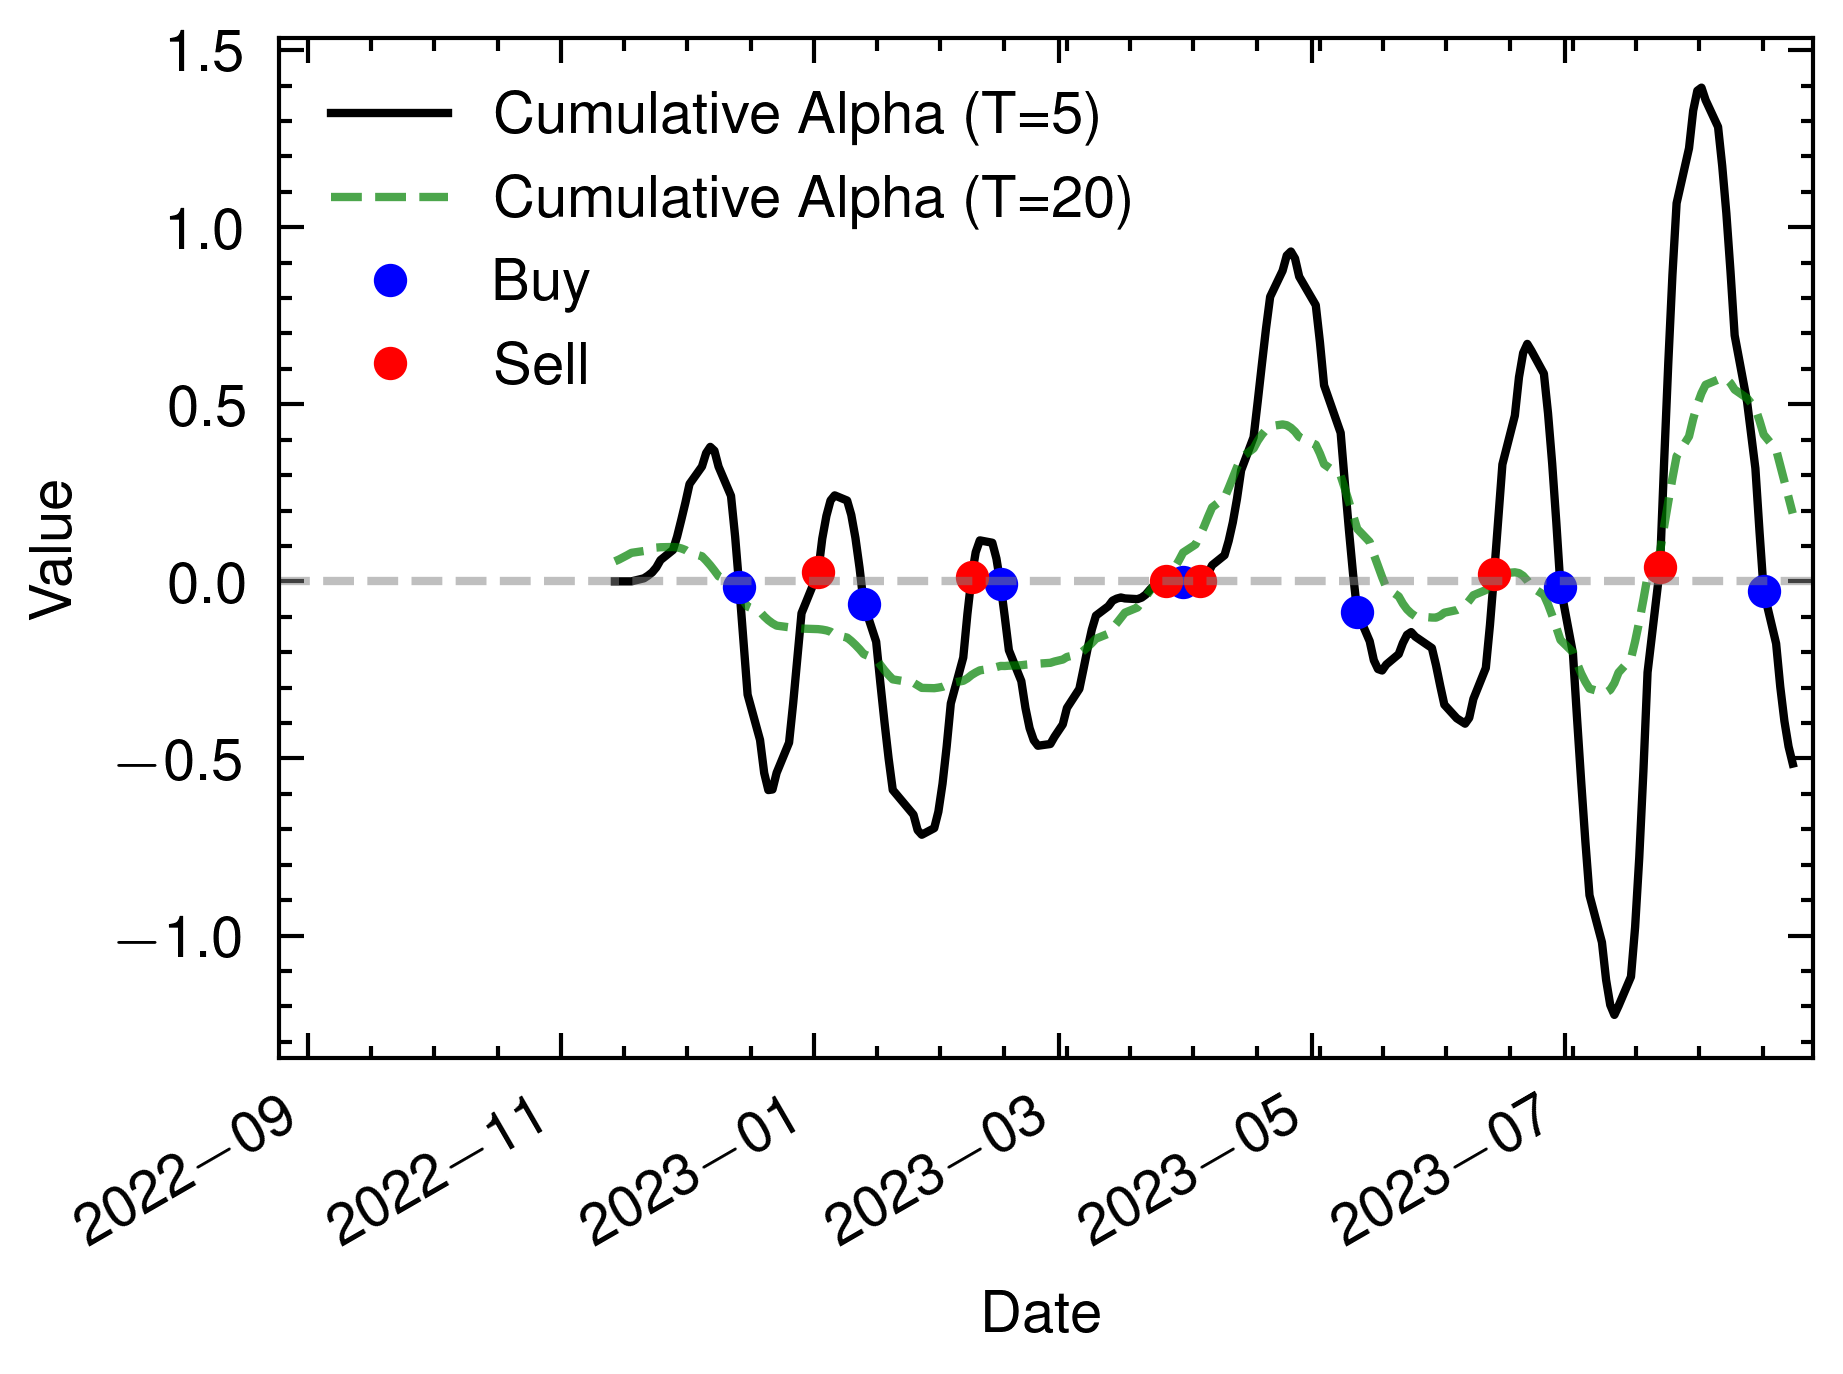 1.5
1.0
0.5
0.0
−0.5
−1.0
Value
Cumulative Alpha (T=5)
Cumulative Alpha (T=20)
Buy
Sell
2022−09
2022−11
2023−01
2023−03
2023−05
2023−07
Date